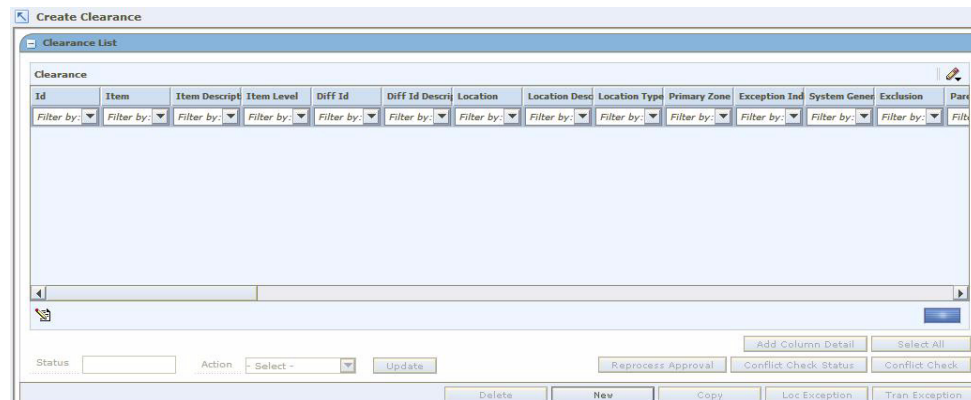 Create Clearance
Clearance List
Clearance
Id Item Item Descript Item Level Diff Id Diff Id Descri Location Location Desc Location Type Primary Zone Exception Ind System Gener Exclusion Pare
Filter by: Filter by: Filter by: Filter by: Filter by: Filter by: Filter by: Filter by: Filter by: Filter by: Filter by: Filter by: Filter by: Filt
Add Column Detail Select All
Status Action - Select - Update Reprocess Approval Conflict Check Status Conflict Check
Delete New Copy Loc Exception Tran Exception